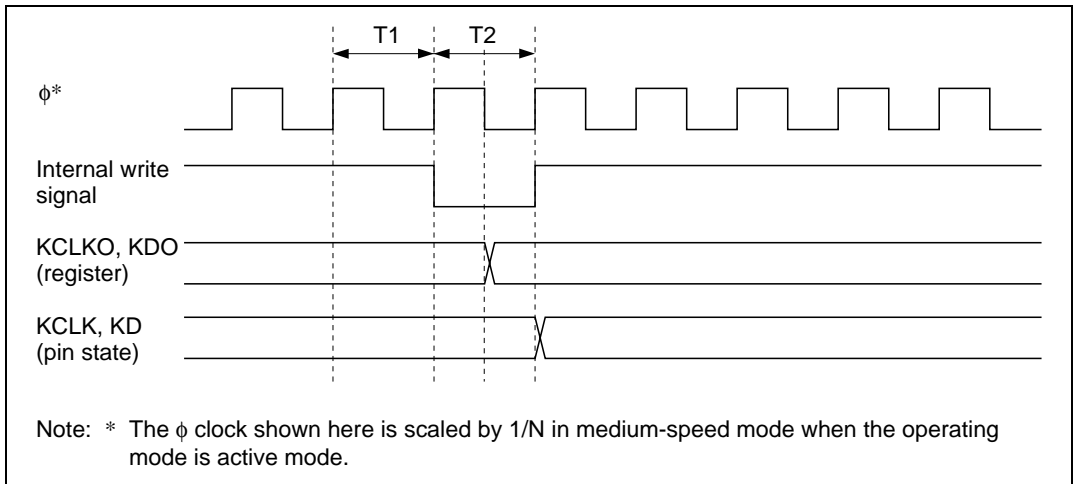 T1 T2
ϕ*
Internal write
signal
KCLKO, KDO
(register)
KCLK, KD
(pin state)
Note: * The ϕ clock shown here is scaled by 1/N in medium-speed mode when the operating
mode is active mode.